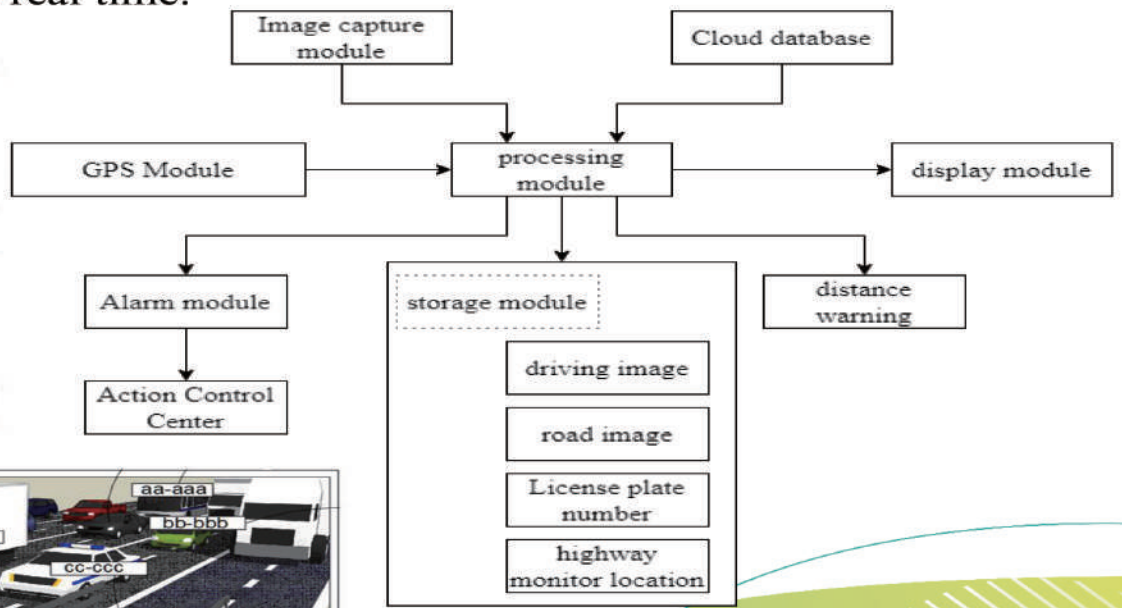 real time.
Image capture
module
Cloud database
GPS Module
processing
module
display module
Alarm module
storage module
distance
warning
driving image
Action Control
Center
road image
License plate
number
highway
monitor location
aa-aaa
bb-bbb
cc-ccc